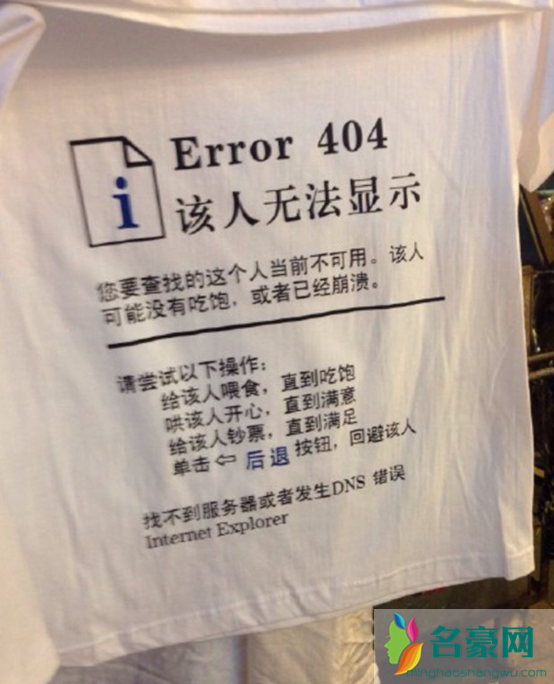 Error 404
i
该人无法显示
您要查找的这个人当前不可用。该人
可能没有吃饱，或者已经崩溃。
请尝试以下操作：
给该人喂食，直到吃饱
哄该人开心，直到满意
给该人钞票，直到满足
单击⇦ 后退 按钮，回避该人
找不到服务器或者发生DNS 错误
Internet Explorer
名豪网
mingnaoshangwu.com